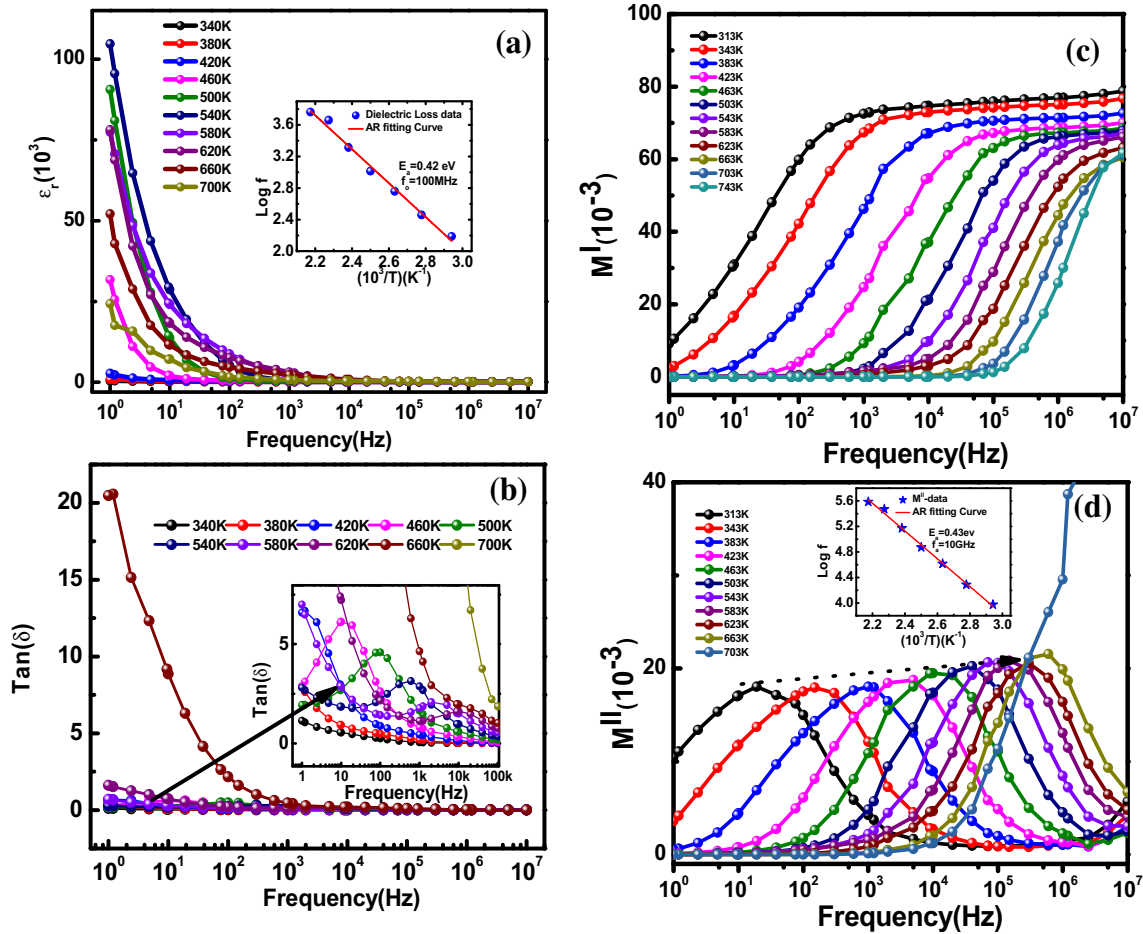 (a)
340K
380K
420K
460K
500K
540K
580K
620K
660K
700K
100
50
0
ε_r(10³)
10⁰ 10¹ 10² 10³ 10⁴ 10⁵ 10⁶ 10⁷
Frequency(Hz)
Dielectric Loss data
AR fitting Curve
E_a=0.42 eV
f_o=100MHz
3.6
3.2
2.8
2.4
2.0
Log f
2.2 2.4 2.6 2.8 3.0
(10³/T)(K⁻¹)
(b)
340K 380K 420K 460K 500K
540K 580K 620K 660K 700K
20
15
10
5
0
Tan(δ)
10⁰ 10¹ 10² 10³ 10⁴ 10⁵ 10⁶ 10⁷
Frequency(Hz)
5
0
Tan(δ)
1 10 100 1k 10k 100k
Frequency(Hz)
(c)
313K
343K
383K
423K
463K
503K
543K
583K
623K
663K
703K
743K
100
80
60
40
20
0
M^I(10⁻³)
10⁰ 10¹ 10² 10³ 10⁴ 10⁵ 10⁶ 10⁷
Frequency(Hz)
(d)
313K
343K
383K
423K
463K
503K
543K
583K
623K
663K
703K
40
20
0
M^II(10⁻³)
10⁰ 10¹ 10² 10³ 10⁴ 10⁵ 10⁶ 10⁷
Frequency(Hz)
M^II-data
AR fitting Curve
=0.43ev
=10GHz
5.6
5.2
4.8
4.4
4.0
Log f
2.2 2.4 2.6 2.8 3.0
(10³/T)(K⁻¹)